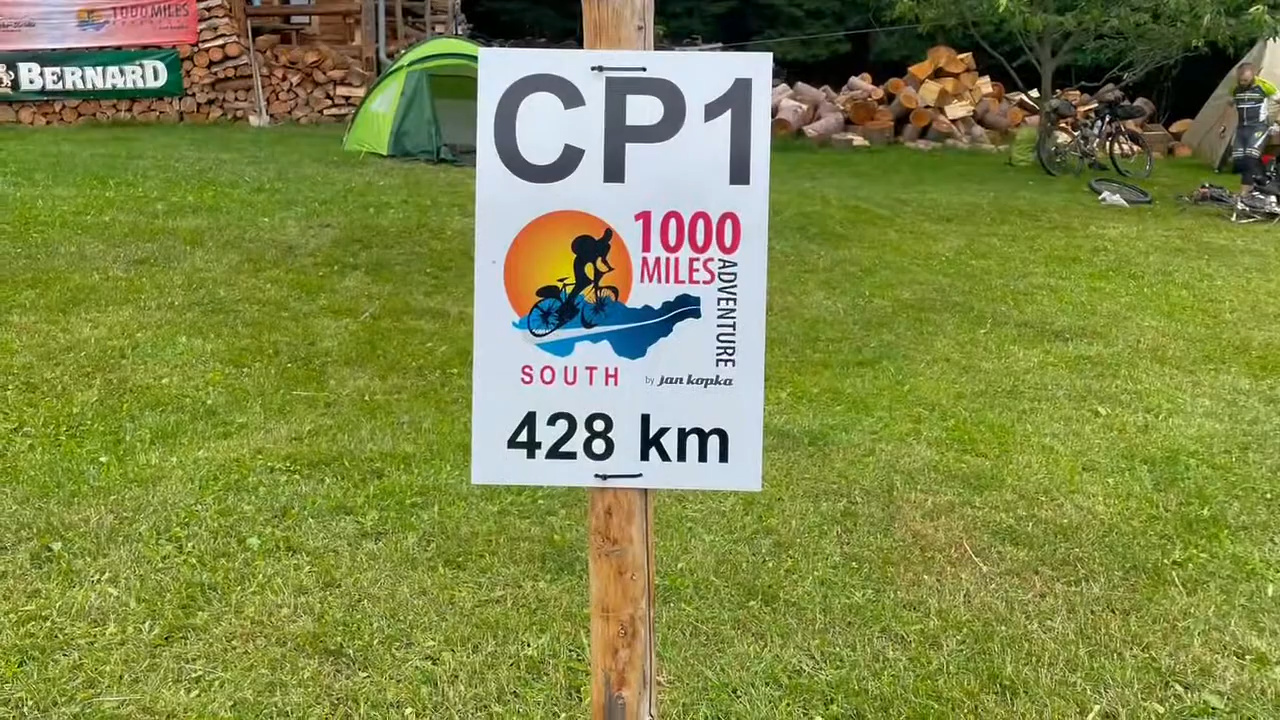 1000 MILES
BERNARD
CP1
1000
MILES
ADVENTURE
SOUTH
by jan kopka
428 km